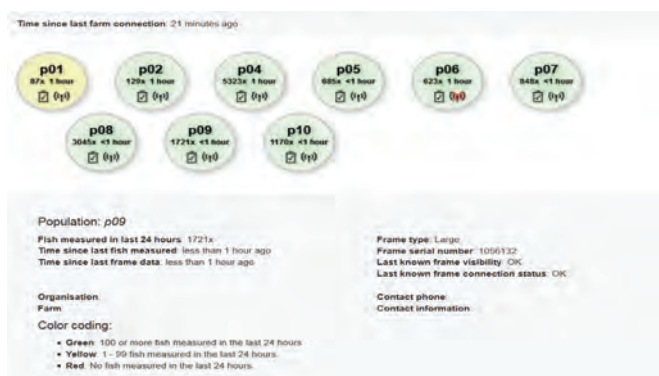 Time since last farm connection: 21 minutes ago
p01
87x 1 hour
p02
129x 1 hour
p04
5323x <1 hour
p05
685x <1 hour
p06
623x 1 hour
p07
848x <1 hour
p08
3045x <1 hour
p09
1721x <1 hour
p10
1170x <1 hour
Population: p09
Fish measured in last 24 hours: 1721x
Time since last fish measured: less than 1 hour ago
Time since last frame data: less than 1 hour ago
Frame type: Large
Frame serial number: 1056132
Last known frame visibility: OK
Last known frame connection status: OK
Organisation:
Farm:
Contact phone:
Contact information:
Color coding:
• Green: 100 or more fish measured in the last 24 hours
• Yellow: 1 - 99 fish measured in the last 24 hours.
• Red: No fish measured in the last 24 hours.